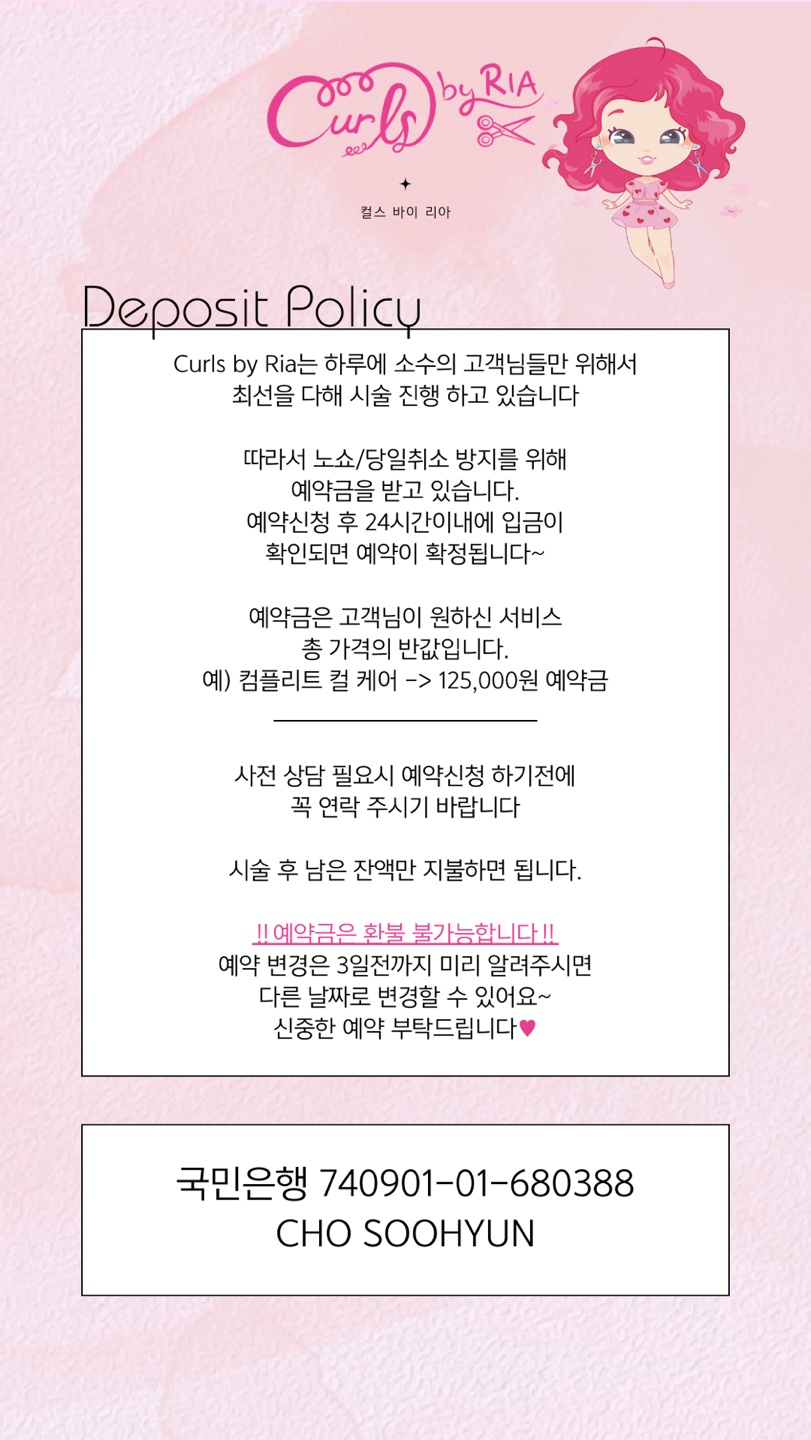 Curls by RIA
컬스 바이 리아
Deposit Policy
Curls by Ria는 하루에 소수의 고객님들만 위해서
최선을 다해 시술 진행 하고 있습니다
따라서 노쇼/당일취소 방지를 위해
예약금을 받고 있습니다.
예약신청 후 24시간이내에 입금이
확인되면 예약이 확정됩니다~
예약금은 고객님이 원하신 서비스
총 가격의 반값입니다.
예) 컴플리트 컬 케어 -> 125,000원 예약금
사전 상담 필요시 예약신청 하기전에
꼭 연락 주시기 바랍니다
시술 후 남은 잔액만 지불하면 됩니다.
!!예약금은 환불 불가능합니다!!
예약 변경은 3일전까지 미리 알려주시면
다른 날짜로 변경할 수 있어요~
신중한 예약 부탁드립니다♥
국민은행 740901-01-680388
CHO SOOHYUN